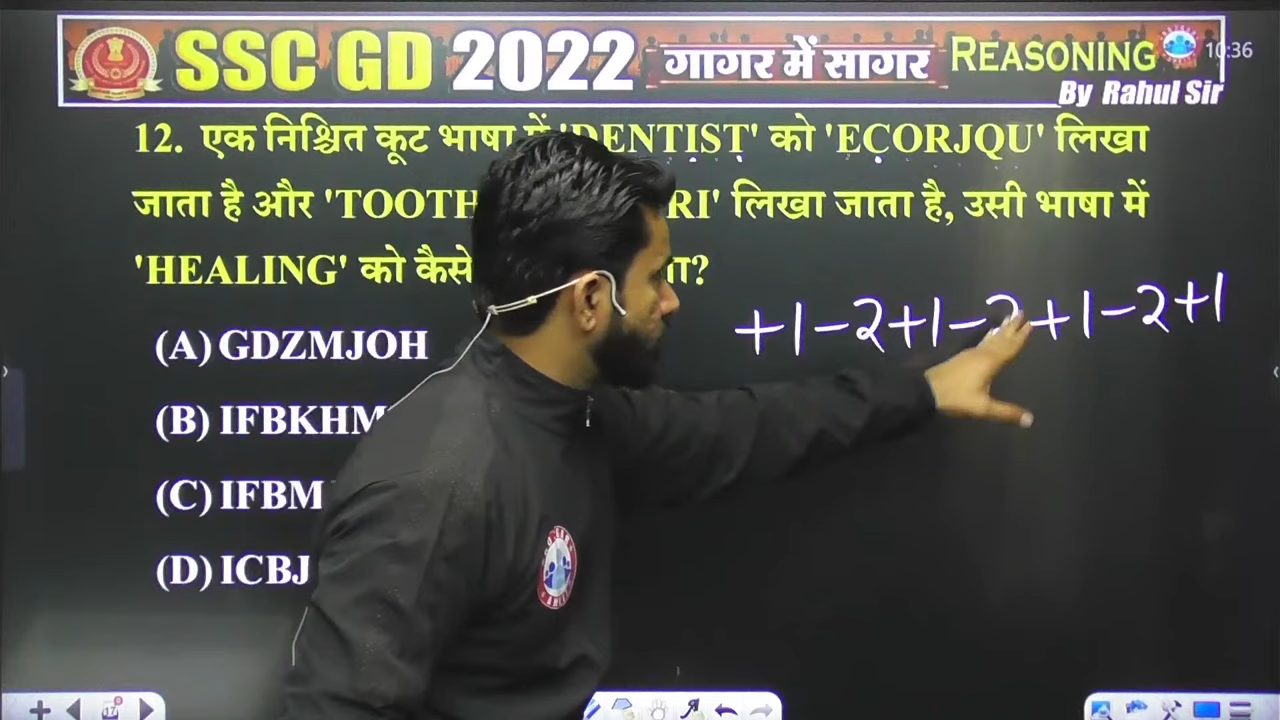 SSC GD 2022 गागर में सागर REASONING
10:36
By Rahul Sir
12. एक निश्चित कूट भाषा में 'DENTIST' को 'ECORJQU' लिखा
जाता है और 'TOOTH RI' लिखा जाता है, उसी भाषा में
'HEALING' को कैसे
(A) GDZMJOH
+1-2+1-2+1-2+1
(B) IFBKHM
(C) IFBM
(D) ICBJ